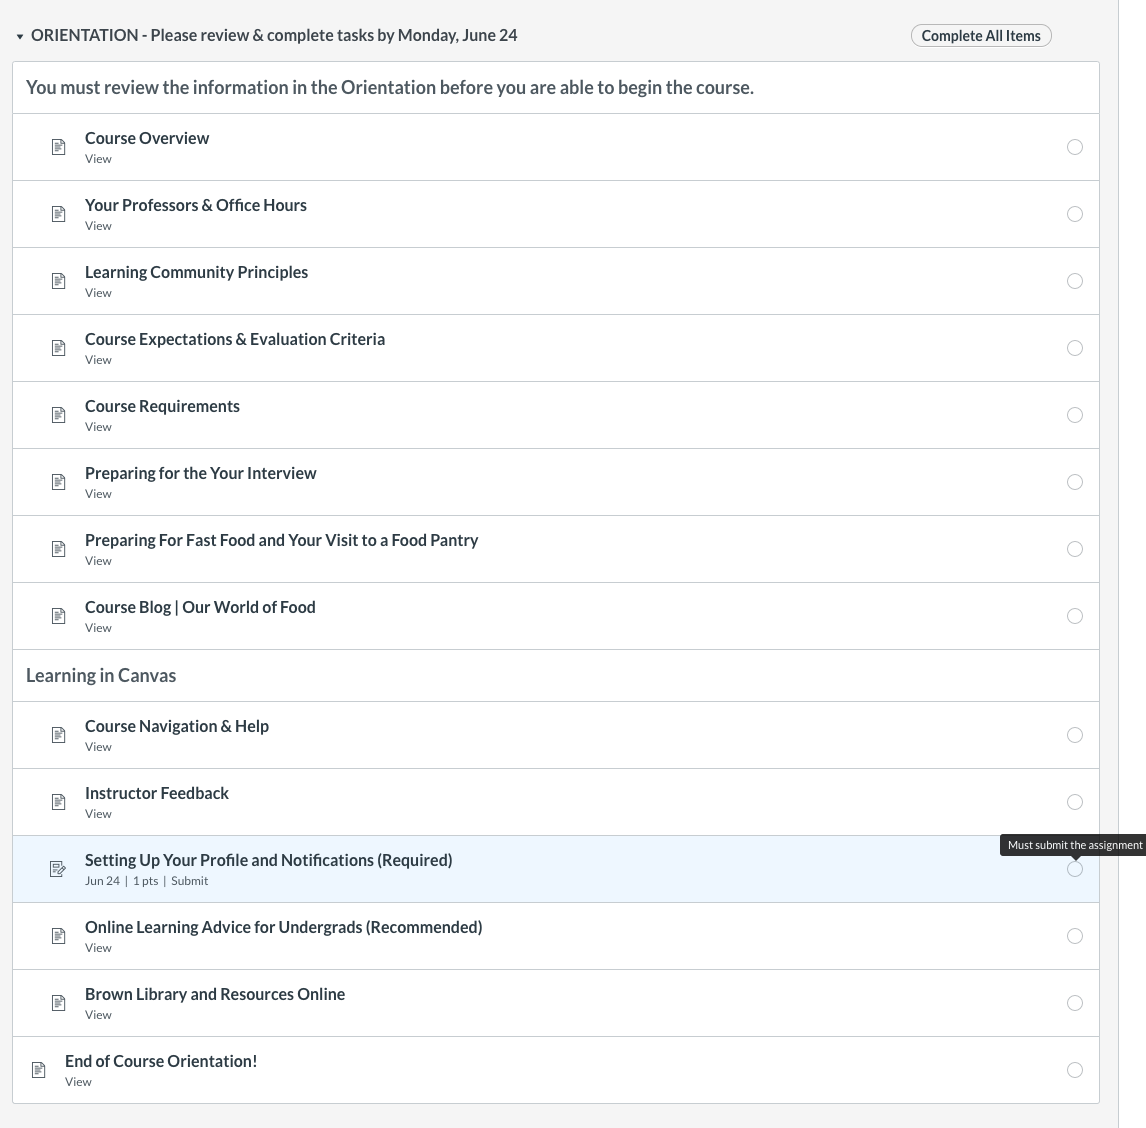 ORIENTATION - Please review & complete tasks by Monday, June 24
Complete All Items
You must review the information in the Orientation before you are able to begin the course.
Course Overview
View
Your Professors & Office Hours
View
Learning Community Principles
View
Course Expectations & Evaluation Criteria
View
Course Requirements
View
Preparing for the Your Interview
View
Preparing For Fast Food and Your Visit to a Food Pantry
View
Course Blog | Our World of Food
View
Learning in Canvas
Course Navigation & Help
View
Instructor Feedback
View
Must submit the assignment
Setting Up Your Profile and Notifications (Required)
Jun 24 | 1 pts | Submit
Online Learning Advice for Undergrads (Recommended)
View
Brown Library and Resources Online
View
End of Course Orientation!
View